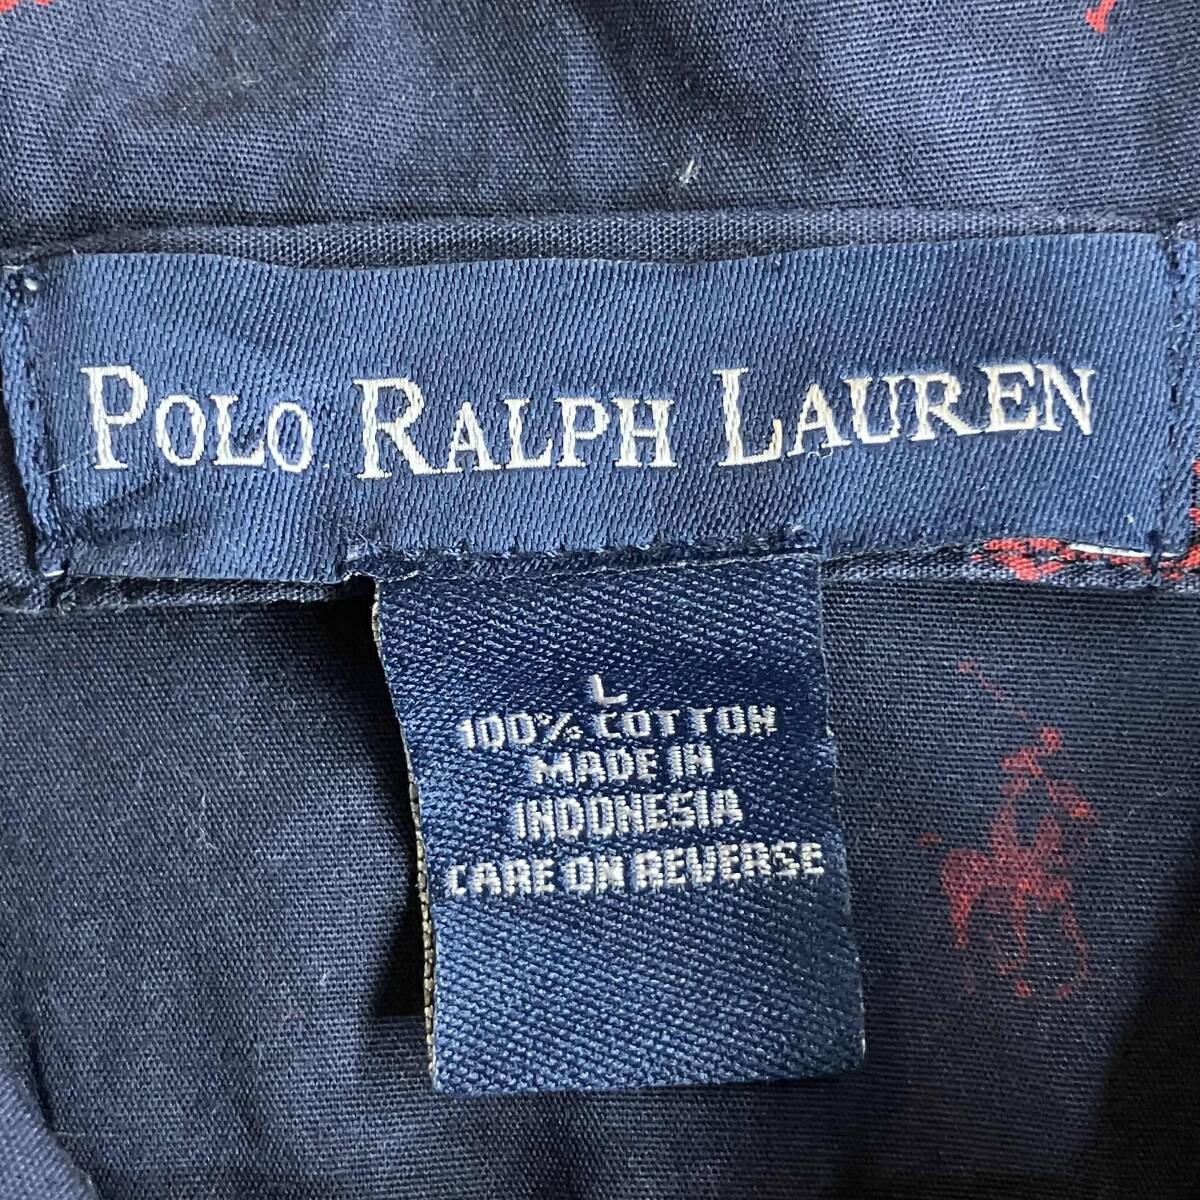 POLO RALPH LAUREN
L
100% COTTON
MADE IN
INDONESIA
CARE ON REVERSE